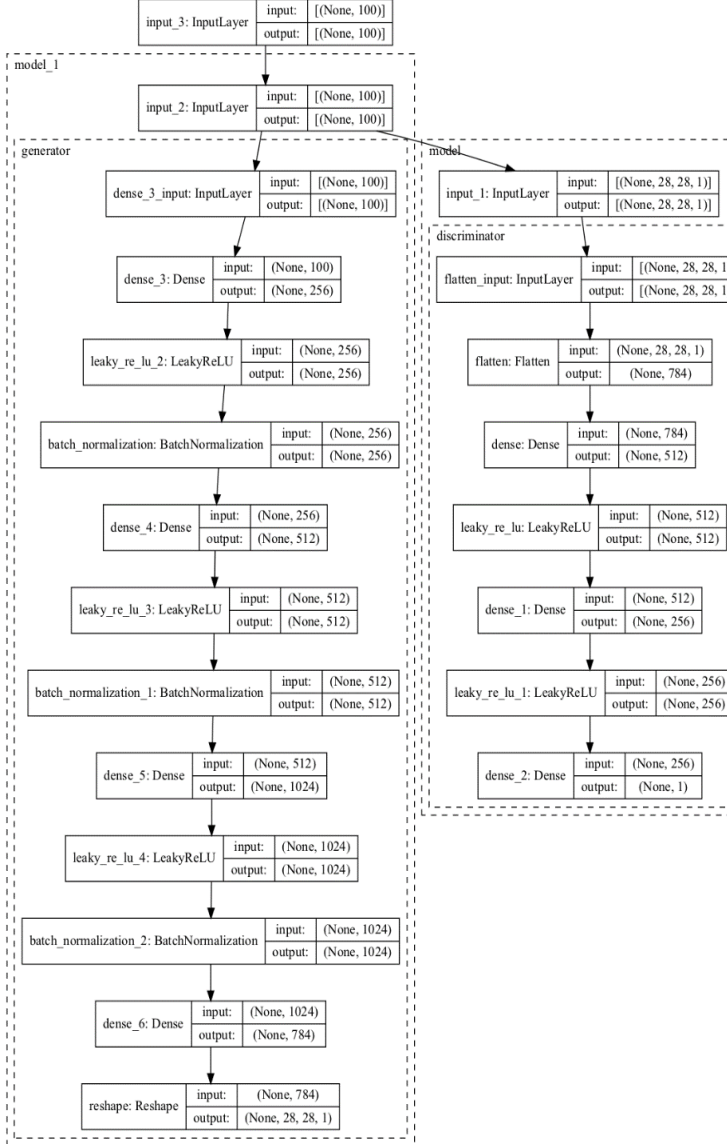 input_3: InputLayer
input: [(None, 100)]
output: [(None, 100)]
model_1
input_2: InputLayer
input: [(None, 100)]
output: [(None, 100)]
generator
dense_3_input: InputLayer
input: [(None, 100)]
output: [(None, 100)]
dense_3: Dense
input: (None, 100)
output: (None, 256)
leaky_re_lu_2: LeakyReLU
input: (None, 256)
output: (None, 256)
batch_normalization: BatchNormalization
input: (None, 256)
output: (None, 256)
dense_4: Dense
input: (None, 256)
output: (None, 512)
leaky_re_lu_3: LeakyReLU
input: (None, 512)
output: (None, 512)
batch_normalization_1: BatchNormalization
input: (None, 512)
output: (None, 512)
dense_5: Dense
input: (None, 512)
output: (None, 1024)
leaky_re_lu_4: LeakyReLU
input: (None, 1024)
output: (None, 1024)
batch_normalization_2: BatchNormalization
input: (None, 1024)
output: (None, 1024)
dense_6: Dense
input: (None, 1024)
output: (None, 784)
reshape: Reshape
input: (None, 784)
output: (None, 28, 28, 1)
model
input_1: InputLayer
input: [(None, 28, 28, 1)]
output: [(None, 28, 28, 1)]
discriminator
flatten_input: InputLayer
input: [(None, 28, 28, 1
output: [(None, 28, 28, 1
flatten: Flatten
input: (None, 28, 28, 1)
output: (None, 784)
dense: Dense
input: (None, 784)
output: (None, 512)
leaky_re_lu: LeakyReLU
input: (None, 512)
output: (None, 512)
dense_1: Dense
input: (None, 512)
output: (None, 256)
leaky_re_lu_1: LeakyReLU
input: (None, 256)
output: (None, 256)
dense_2: Dense
input: (None, 256)
output: (None, 1)